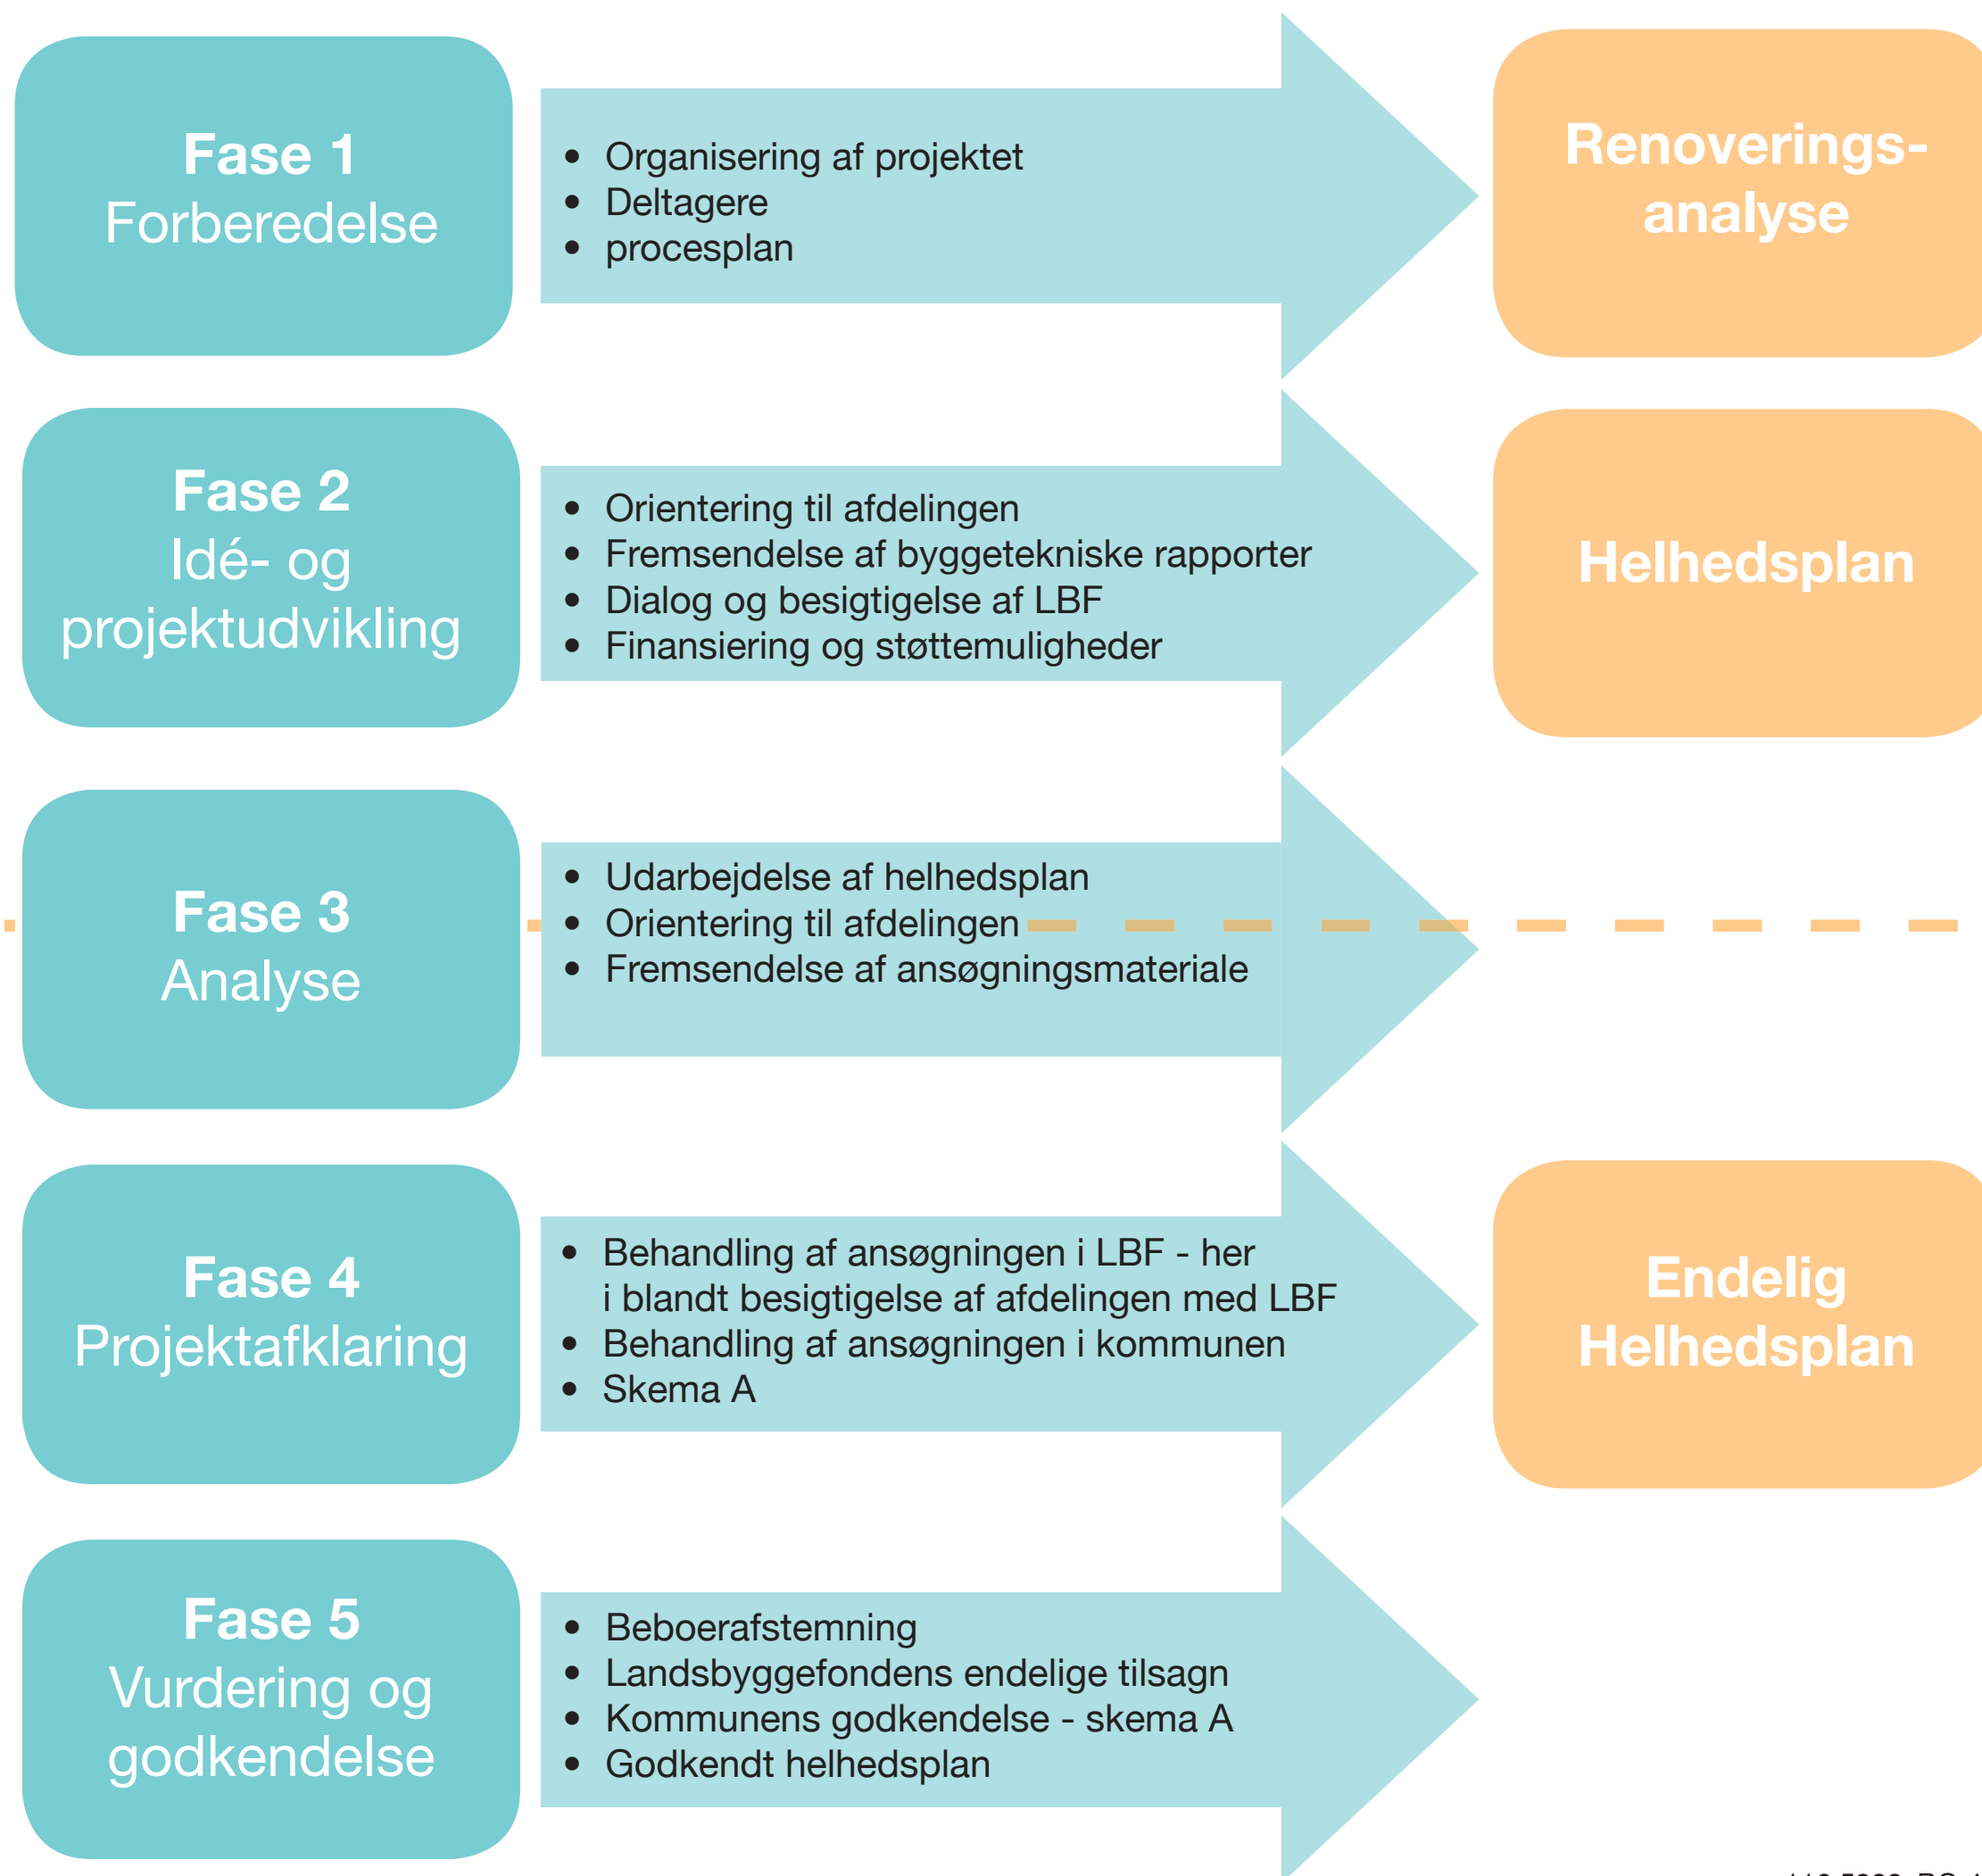 Fase 1
Forberedelse
• Organisering af projektet
• Deltagere
• procesplan
Renoverings-
analyse
Fase 2
Idé- og
projektudvikling
• Orientering til afdelingen
• Fremsendelse af byggetekniske rapporter
• Dialog og besigtigelse af LBF
• Finansiering og støttemuligheder
Helhedsplan
Fase 3
Analyse
• Udarbejdelse af helhedsplan
• Orientering til afdelingen
• Fremsendelse af ansøgningsmateriale
Fase 4
Projektafklaring
• Behandling af ansøgningen i LBF - her
i blandt besigtigelse af afdelingen med LBF
• Behandling af ansøgningen i kommunen
• Skema A
Endelig
Helhedsplan
Fase 5
Vurdering og
godkendelse
• Beboerafstemning
• Landsbyggefondens endelige tilsagn
• Kommunens godkendelse - skema A
• Godkendt helhedsplan